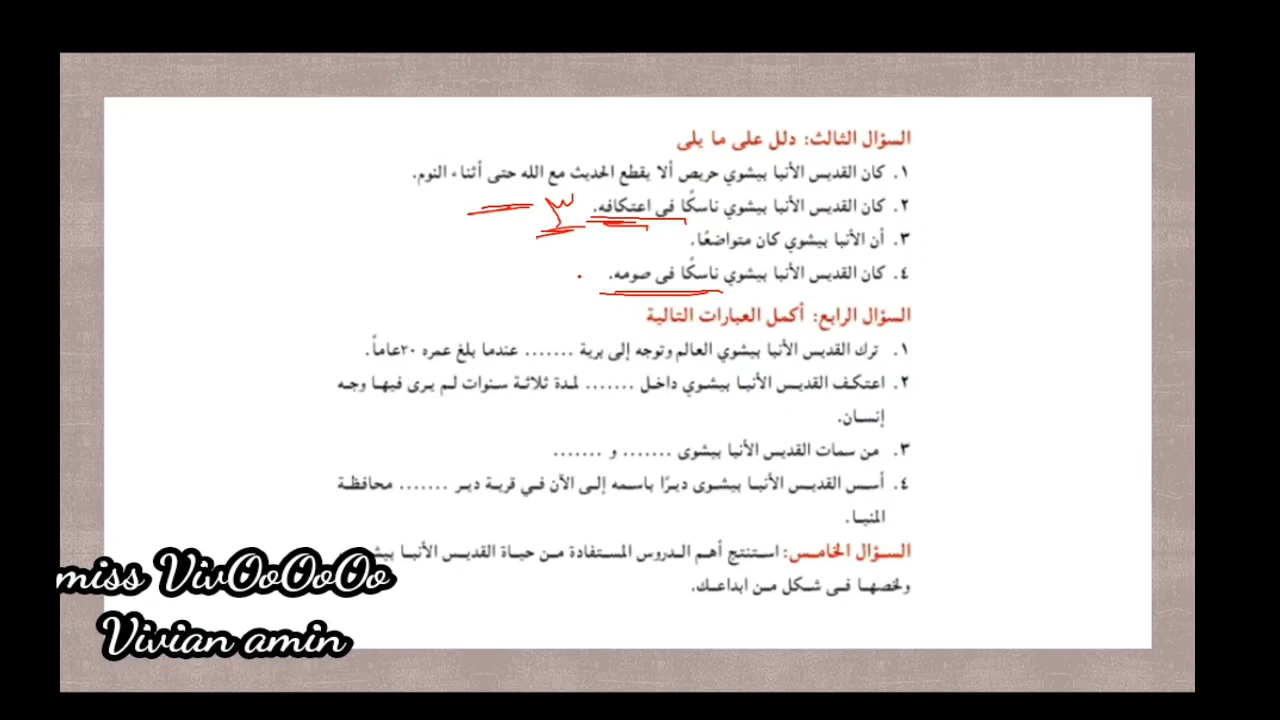 السؤال الثالث: دلل على ما يلى
١. كان القديس الأنبا بيشوي حريص ألا يقطع الحديث مع الله حتى أثناء النوم.
٢. كان القديس الأنبا بيشوي ناسكًا فى اعتكافه. ٣
٣. أن الأنبا بيشوي كان متواضعًا.
٤. كان القديس الأنبا بيشوي ناسكًا فى صومه.
السؤال الرابع: أكمل العبارات التالية
١. ترك القديس الأنبا بيشوي العالم وتوجه إلى برية ....... عندما بلغ عمره ٢٠عاماً.
٢. اعتكف القديس الأنبا بيشوي داخل ....... لمدة ثلاثة سنوات لم يرى فيها وجه
إنسان.
٣. من سمات القديس الأنبا بيشوى ....... و .......
٤. أسس القديس الأنبا بيشوى ديرًا باسمه إلى الآن في قرية دير ....... محافظة
المنيا.
السؤال الخامس: استنتج أهم الدروس المستفادة من حياة القديس الأنبا
ولخصها فى شكل من ابداعك.
miss VivOoOoOo
Vivian amin